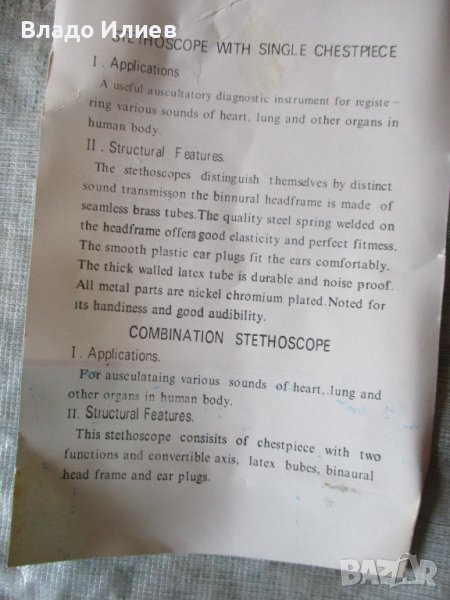 Владо Илиев
STETHOSCOPE WITH SINGLE CHESTPIECE
I . Applications
A useful auscultatory diagnostic instrument for registe –
ring various sounds of heart, lung and other organs in
human body.
II . Structural Features.
The stethoscopes distinguish themselves by distinct
sound transmisson the binnural headframe is made of
seamless brass tubes.The quality steel spring welded on
the headframe offers good elasticity and perfect fitness.
The smooth plastic car plugs fit the ears comfortably.
The thick walled latex tube is durable and noise proof.
All metal parts are nickel chromium plated.Noted for
its handiness and good audibility.
COMBINATION STETHOSCOPE
I . Applications.
For ausculataing various sounds of heart, lung and
other organs in human body.
II. Structural Features.
This stethoscope consisits of chestpiece with two
functions and convertible axis, latex bubes, binaural
head frame and ear plugs.
BAZAR